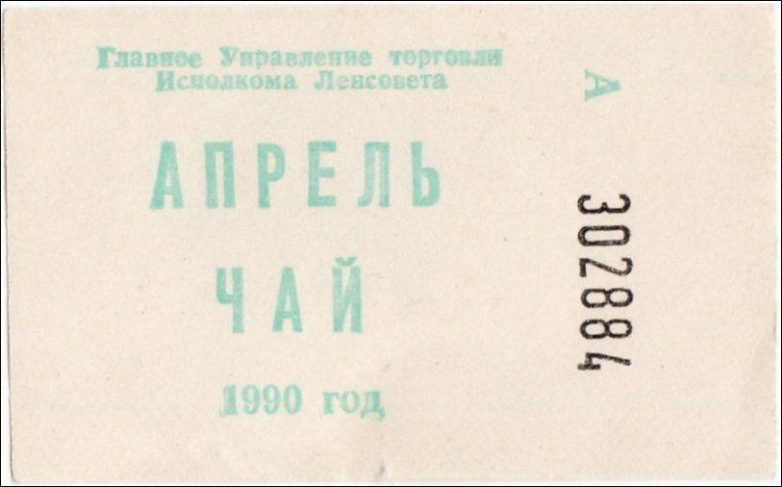 Главное Управление торговли
Исполкома Ленсовета
АПРЕЛЬ
ЧАЙ
1990 год
А
302884